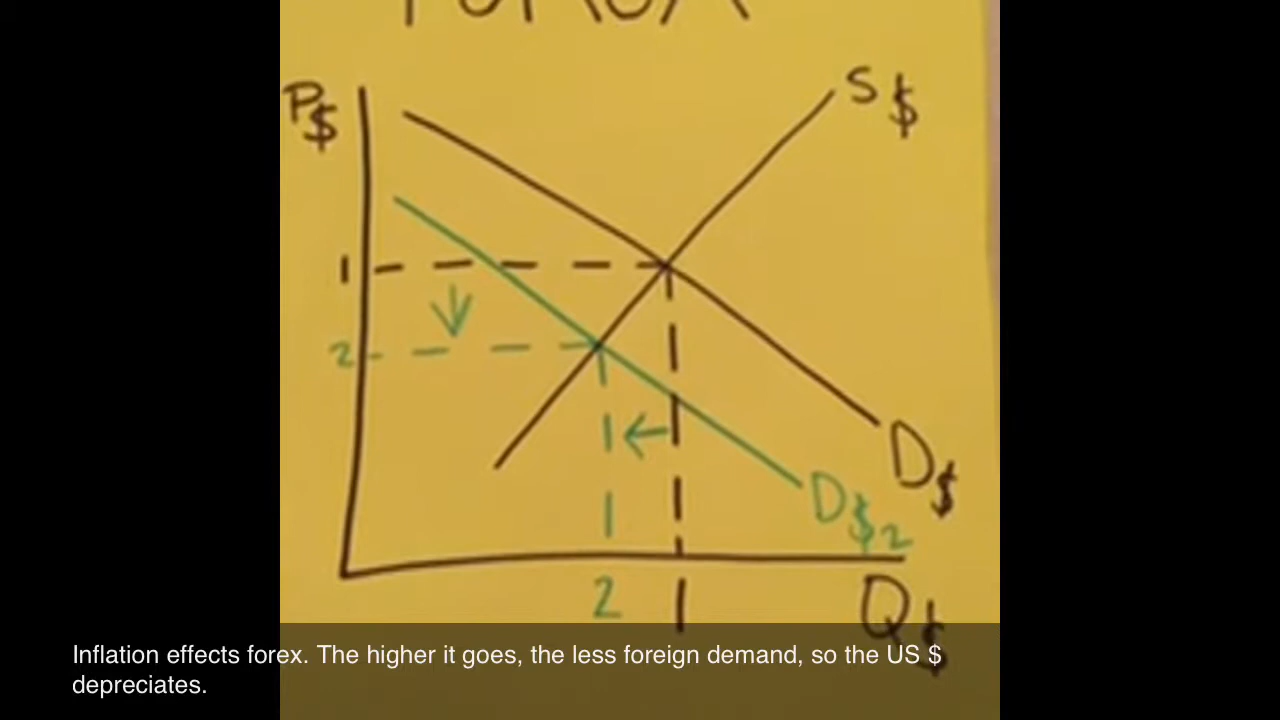 FOREX
P$
S$
1
2
D$
D$2
2
1
Q$
Inflation effects forex. The higher it goes, the less foreign demand, so the US $
depreciates.